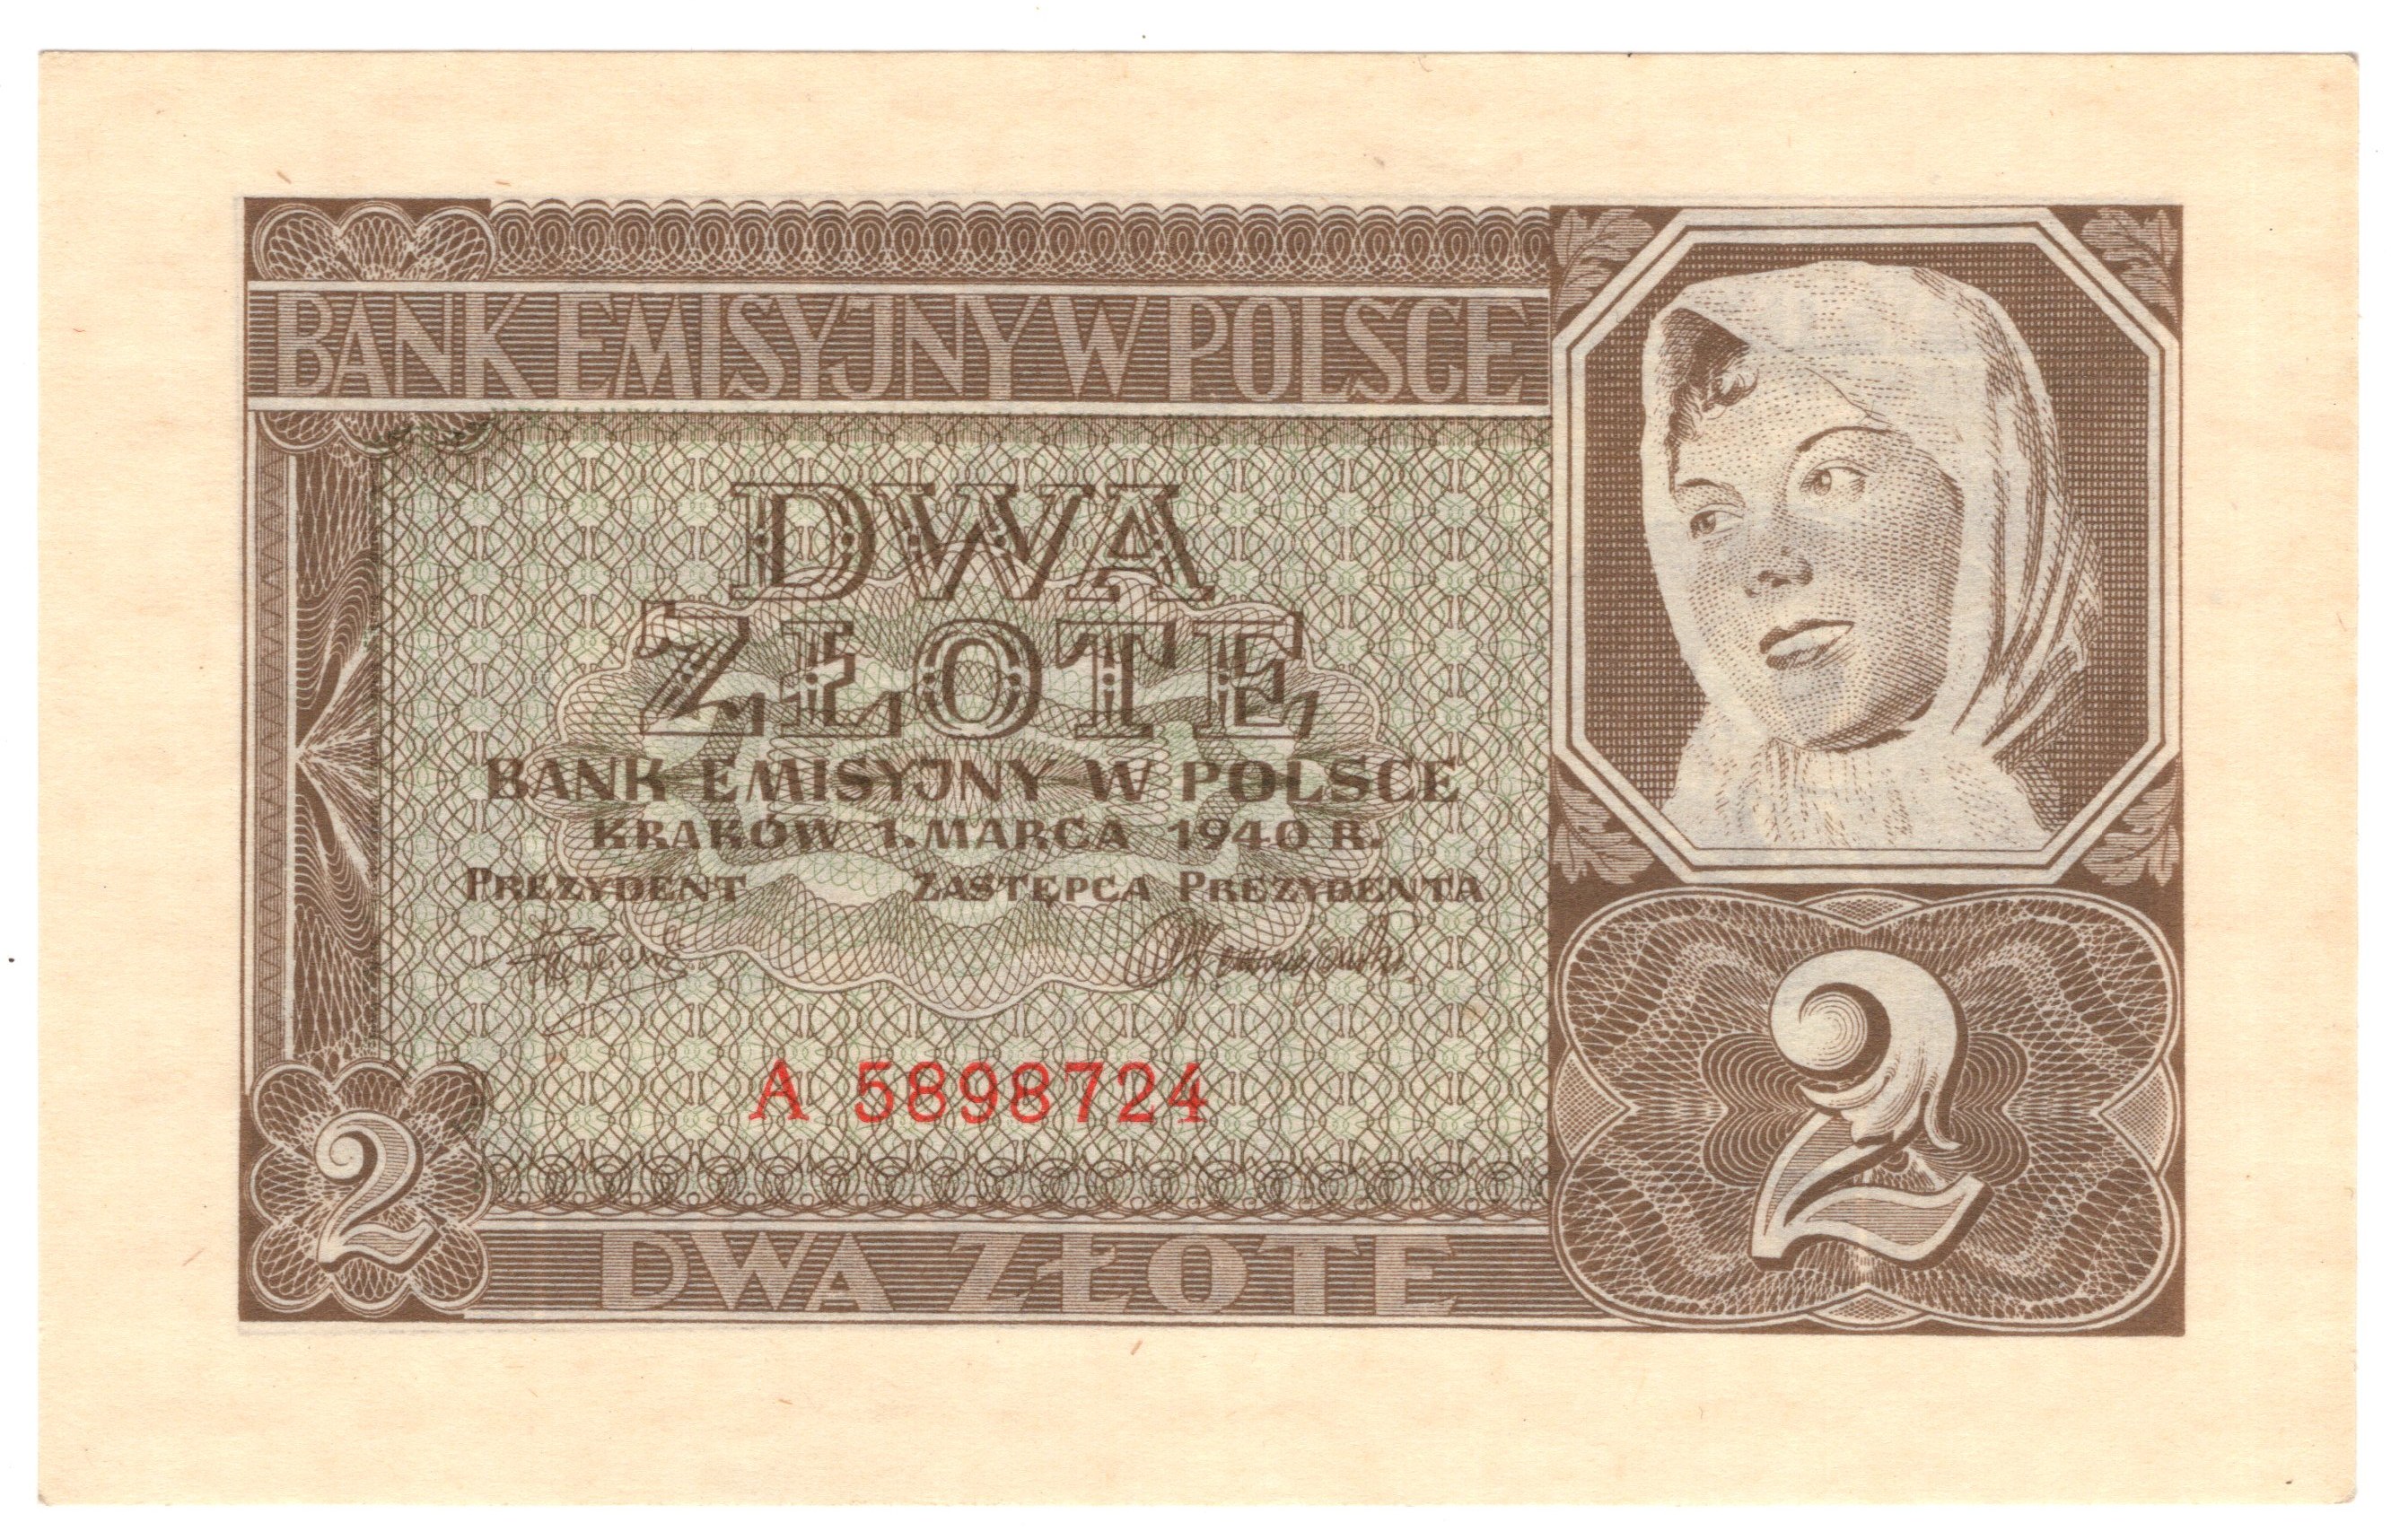 BANK EMISYJNY W POLSCE
DWA
ZŁOTE
BANK EMISYJNY W POLSCE
KRAKÓW 1. MARCA 1940 R.
PREZYDENT ZASTĘPCA PREZYDENTA
A 5898724
2
DWA ZŁOTE
2